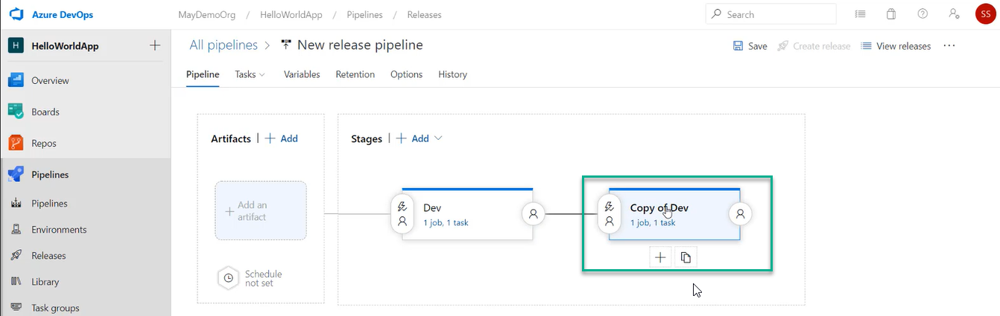 Azure DevOps
MayDemoOrg / HelloWorldApp / Pipelines / Releases
Search
SS
H HelloWorldApp
All pipelines > New release pipeline
Save
Create release
View releases
Pipeline Tasks Variables Retention Options History
Overview
Boards
Repos
Pipelines
Pipelines
Environments
Releases
Library
Task groups
Artifacts | + Add
Add an
artifact
Schedule
not set
Stages | + Add
Dev
1 job, 1 task
Copy of Dev
1 job, 1 task